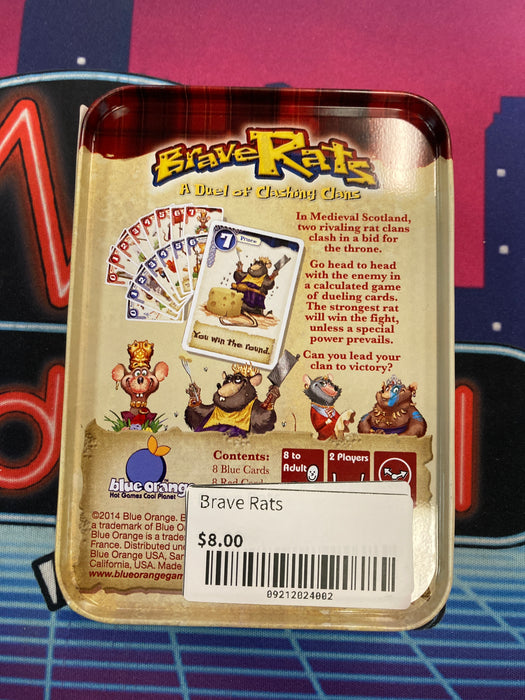 BraveRats
A Duel of Clashing Clans
In Medieval Scotland,
two rivaling rat clans
clash in a bid for
the throne.
Go head to head
with the enemy in
a calculated game
of dueling cards.
The strongest rat
will win the fight,
unless a special
power prevails.
Can you lead your
clan to victory?
7 Prince
You win the round.
blue orange
Hot Games Cool Planet
Contents:
8 Blue Cards
8 Red Cards
8 to
Adult
2 Players
©2014 Blue Orange.
a trademark of Blue
Blue Orange is a
France. Distributed
Blue Orange USA, San
California, USA. Made
www.blueorangegam
Brave Rats
$8.00
09212024002